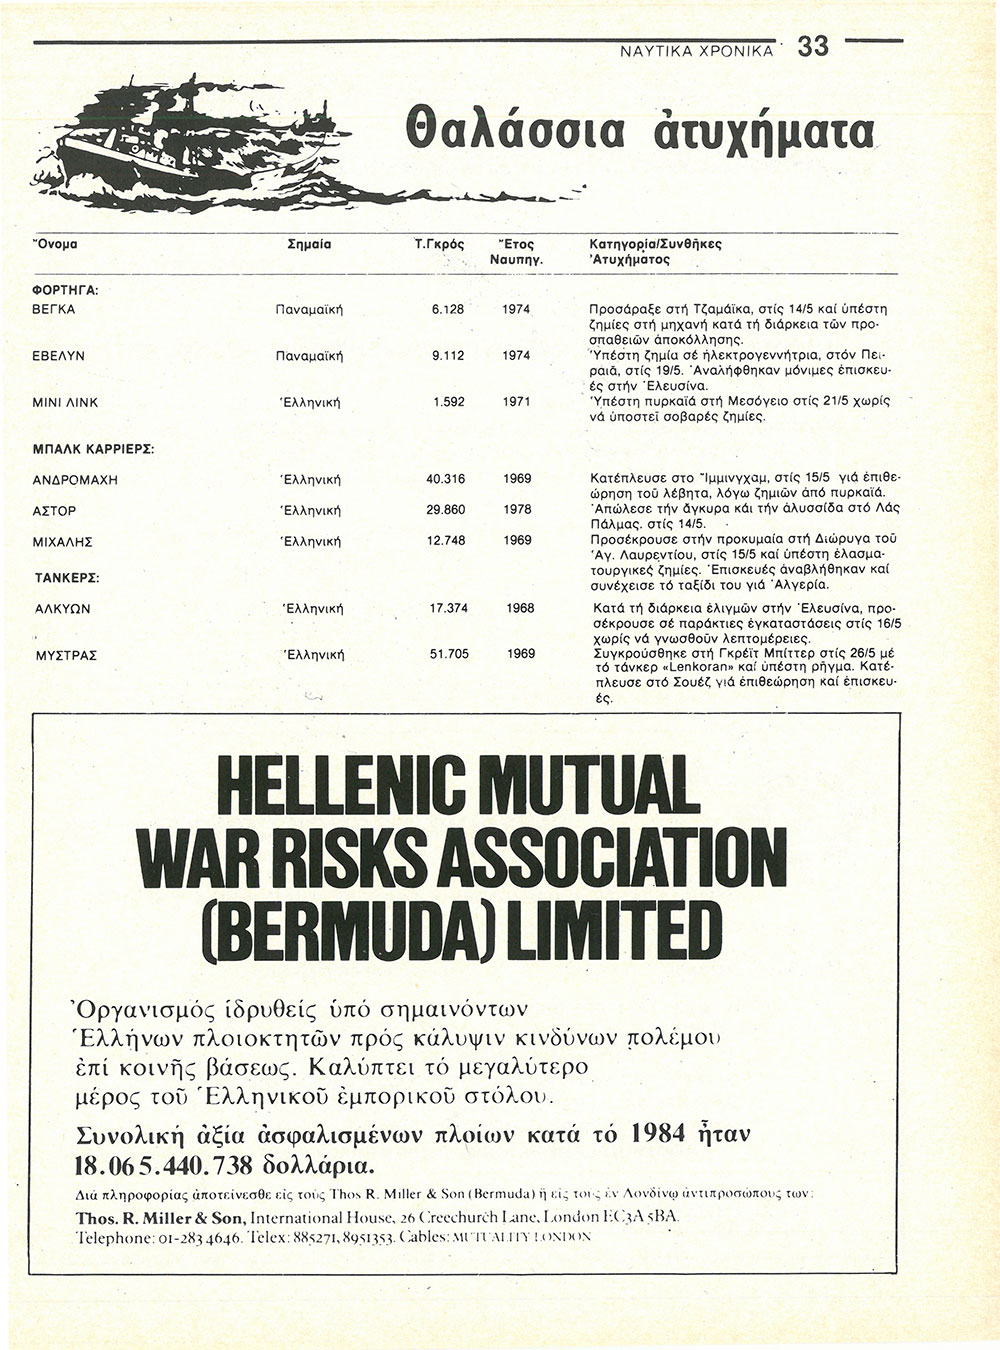 ΝΑΥΤΙΚΑ ΧΡΟΝΙΚΑ 33
Θαλάσσια ἀτυχήματα
Ὄνομα Σημαία Τ.Γκρός Ἔτος Κατηγορία/Συνθῆκες
Ναυπηγ. Ἀτυχήματος
ΦΟΡΤΗΓΑ:
ΒΕΓΚΑ Παναμαϊκή 6.128 1974 Προσάραξε στή Τζαμάϊκα, στίς 14/5 καί ὑπέστη
ζημίες στή μηχανή κατά τή διάρκεια τῶν προ-
σπαθειῶν ἀποκόλλησης.
ΕΒΕΛΥΝ Παναμαϊκή 9.112 1974 Ὑπέστη ζημία σέ ἠλεκτρογεννήτρια, στόν Πει-
ραιᾶ, στίς 19/5. Ἀναλήφθηκαν μόνιμες ἐπισκευ-
ές στήν Ἐλευσίνα.
ΜΙΝΙ ΛΙΝΚ Ἑλληνική 1.592 1971 Ὑπέστη πυρκαϊά στή Μεσόγειο στίς 21/5 χωρίς
νά ὑποστεῖ σοβαρές ζημίες.
ΜΠΑΛΚ ΚΑΡΡΙΕΡΣ:
ΑΝΔΡΟΜΑΧΗ Ἑλληνική 40.316 1969 Κατέπλευσε στο Ἴμμινγχαμ, στίς 15/5 γιά ἐπιθε-
ώρηση τοῦ λέβητα, λόγω ζημιῶν ἀπό πυρκαϊά.
ΑΣΤΟΡ Ἑλληνική 29.860 1978 Ἀπώλεσε τήν ἄγκυρα κάι τήν ἁλυσσίδα στό Λάς
Πάλμας. στίς 14/5.
ΜΙΧΑΛΗΣ Ἑλληνική 12.748 1969 Προσέκρουσε στήν προκυμαία στή Διώρυγα τοῦ
Ἁγ. Λαυρεντίου, στίς 15/5 καί ὑπέστη ἐλασμα-
τουργικές ζημίες. Ἐπισκευές ἀναβλήθηκαν καί
συνέχεισε τό ταξίδι του γιά Ἀλγερία.
ΤΑΝΚΕΡΣ:
ΑΛΚΥΩΝ Ἑλληνική 17.374 1968 Κατά τή διάρκεια ἑλιγμῶν στήν Ἐλευσίνα, προ-
σέκρουσε σέ παράκτιες ἐγκαταστάσεις στίς 16/5
χωρίς νά γνωσθοῦν λεπτομέρειες.
ΜΥΣΤΡΑΣ Ἑλληνική 51.705 1969 Συγκρούσθηκε στή Γκρέϊτ Μπίττερ στίς 26/5 μέ
τό τάνκερ «Lenkoran» καί ὑπέστη ρῆγμα. Κατέ-
πλευσε στό Σουέζ γιά ἐπιθεώρηση καί ἐπισκευ-
ές.
HELLENIC MUTUAL
WAR RISKS ASSOCIATION
(BERMUDA) LIMITED
Ὀργανισμός ἱδρυθείς ὑπό σημαινόντων
Ἑλλήνων πλοιοκτητῶν πρός κάλυψιν κινδύνων πολέμου
ἐπί κοινῆς βάσεως. Καλύπτει τό μεγαλύτερο
μέρος τοῦ Ἑλληνικοῦ ἐμπορικοῦ στόλου.
Συνολική ἀξία ἀσφαλισμένων πλοίων κατά τό 1984 ἦταν
18.065.440.738 δολλάρια.
Διά πληροφορίας ἀποτείνεσθε εἰς τούς Thos R. Miller & Son (Bermuda) ἤ εἰς τους ἐν Λονδίνῳ ἀντιπροσώπους των:
Thos. R. Miller & Son, International House, 26 Creechurch Lane, London EC3A 5BA.
Telephone: 01-283 4646. Telex: 885271, 8951353. Cables: MUTUALITY LONDON